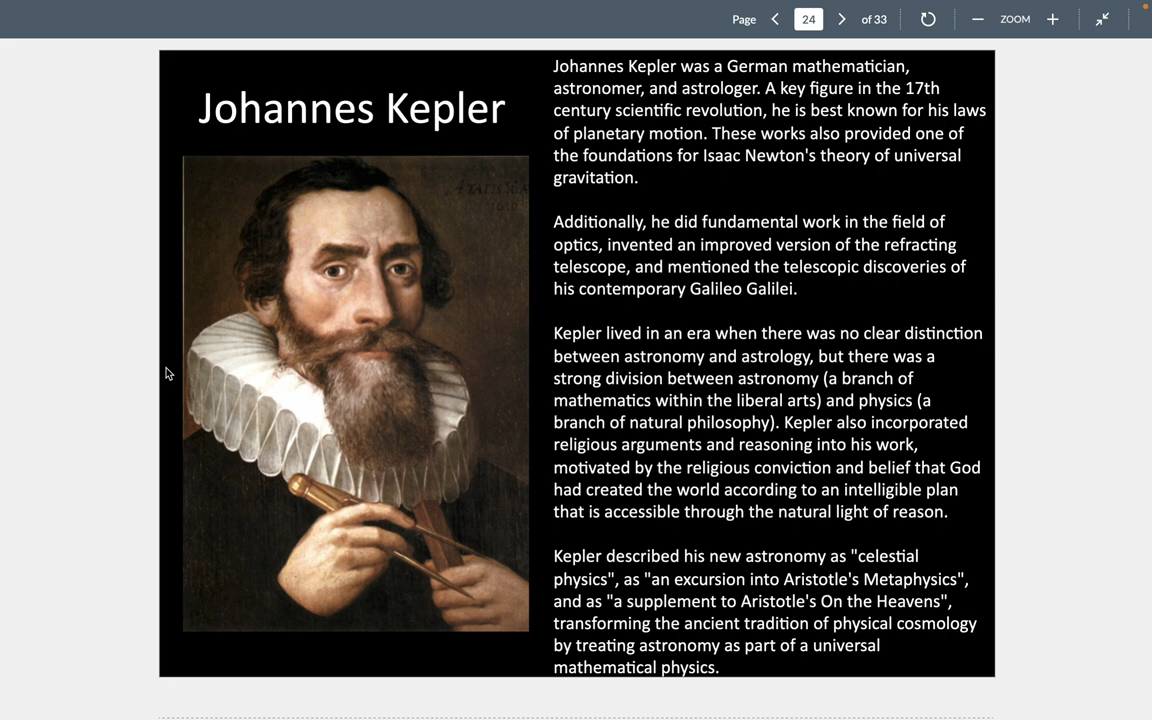 Page 24 of 33 ZOOM
Johannes Kepler
Johannes Kepler was a German mathematician,
astronomer, and astrologer. A key figure in the 17th
century scientific revolution, he is best known for his laws
of planetary motion. These works also provided one of
the foundations for Isaac Newton's theory of universal
gravitation.
Additionally, he did fundamental work in the field of
optics, invented an improved version of the refracting
telescope, and mentioned the telescopic discoveries of
his contemporary Galileo Galilei.
Kepler lived in an era when there was no clear distinction
between astronomy and astrology, but there was a
strong division between astronomy (a branch of
mathematics within the liberal arts) and physics (a
branch of natural philosophy). Kepler also incorporated
religious arguments and reasoning into his work,
motivated by the religious conviction and belief that God
had created the world according to an intelligible plan
that is accessible through the natural light of reason.
Kepler described his new astronomy as "celestial
physics", as "an excursion into Aristotle's Metaphysics",
and as "a supplement to Aristotle's On the Heavens",
transforming the ancient tradition of physical cosmology
by treating astronomy as part of a universal
mathematical physics.